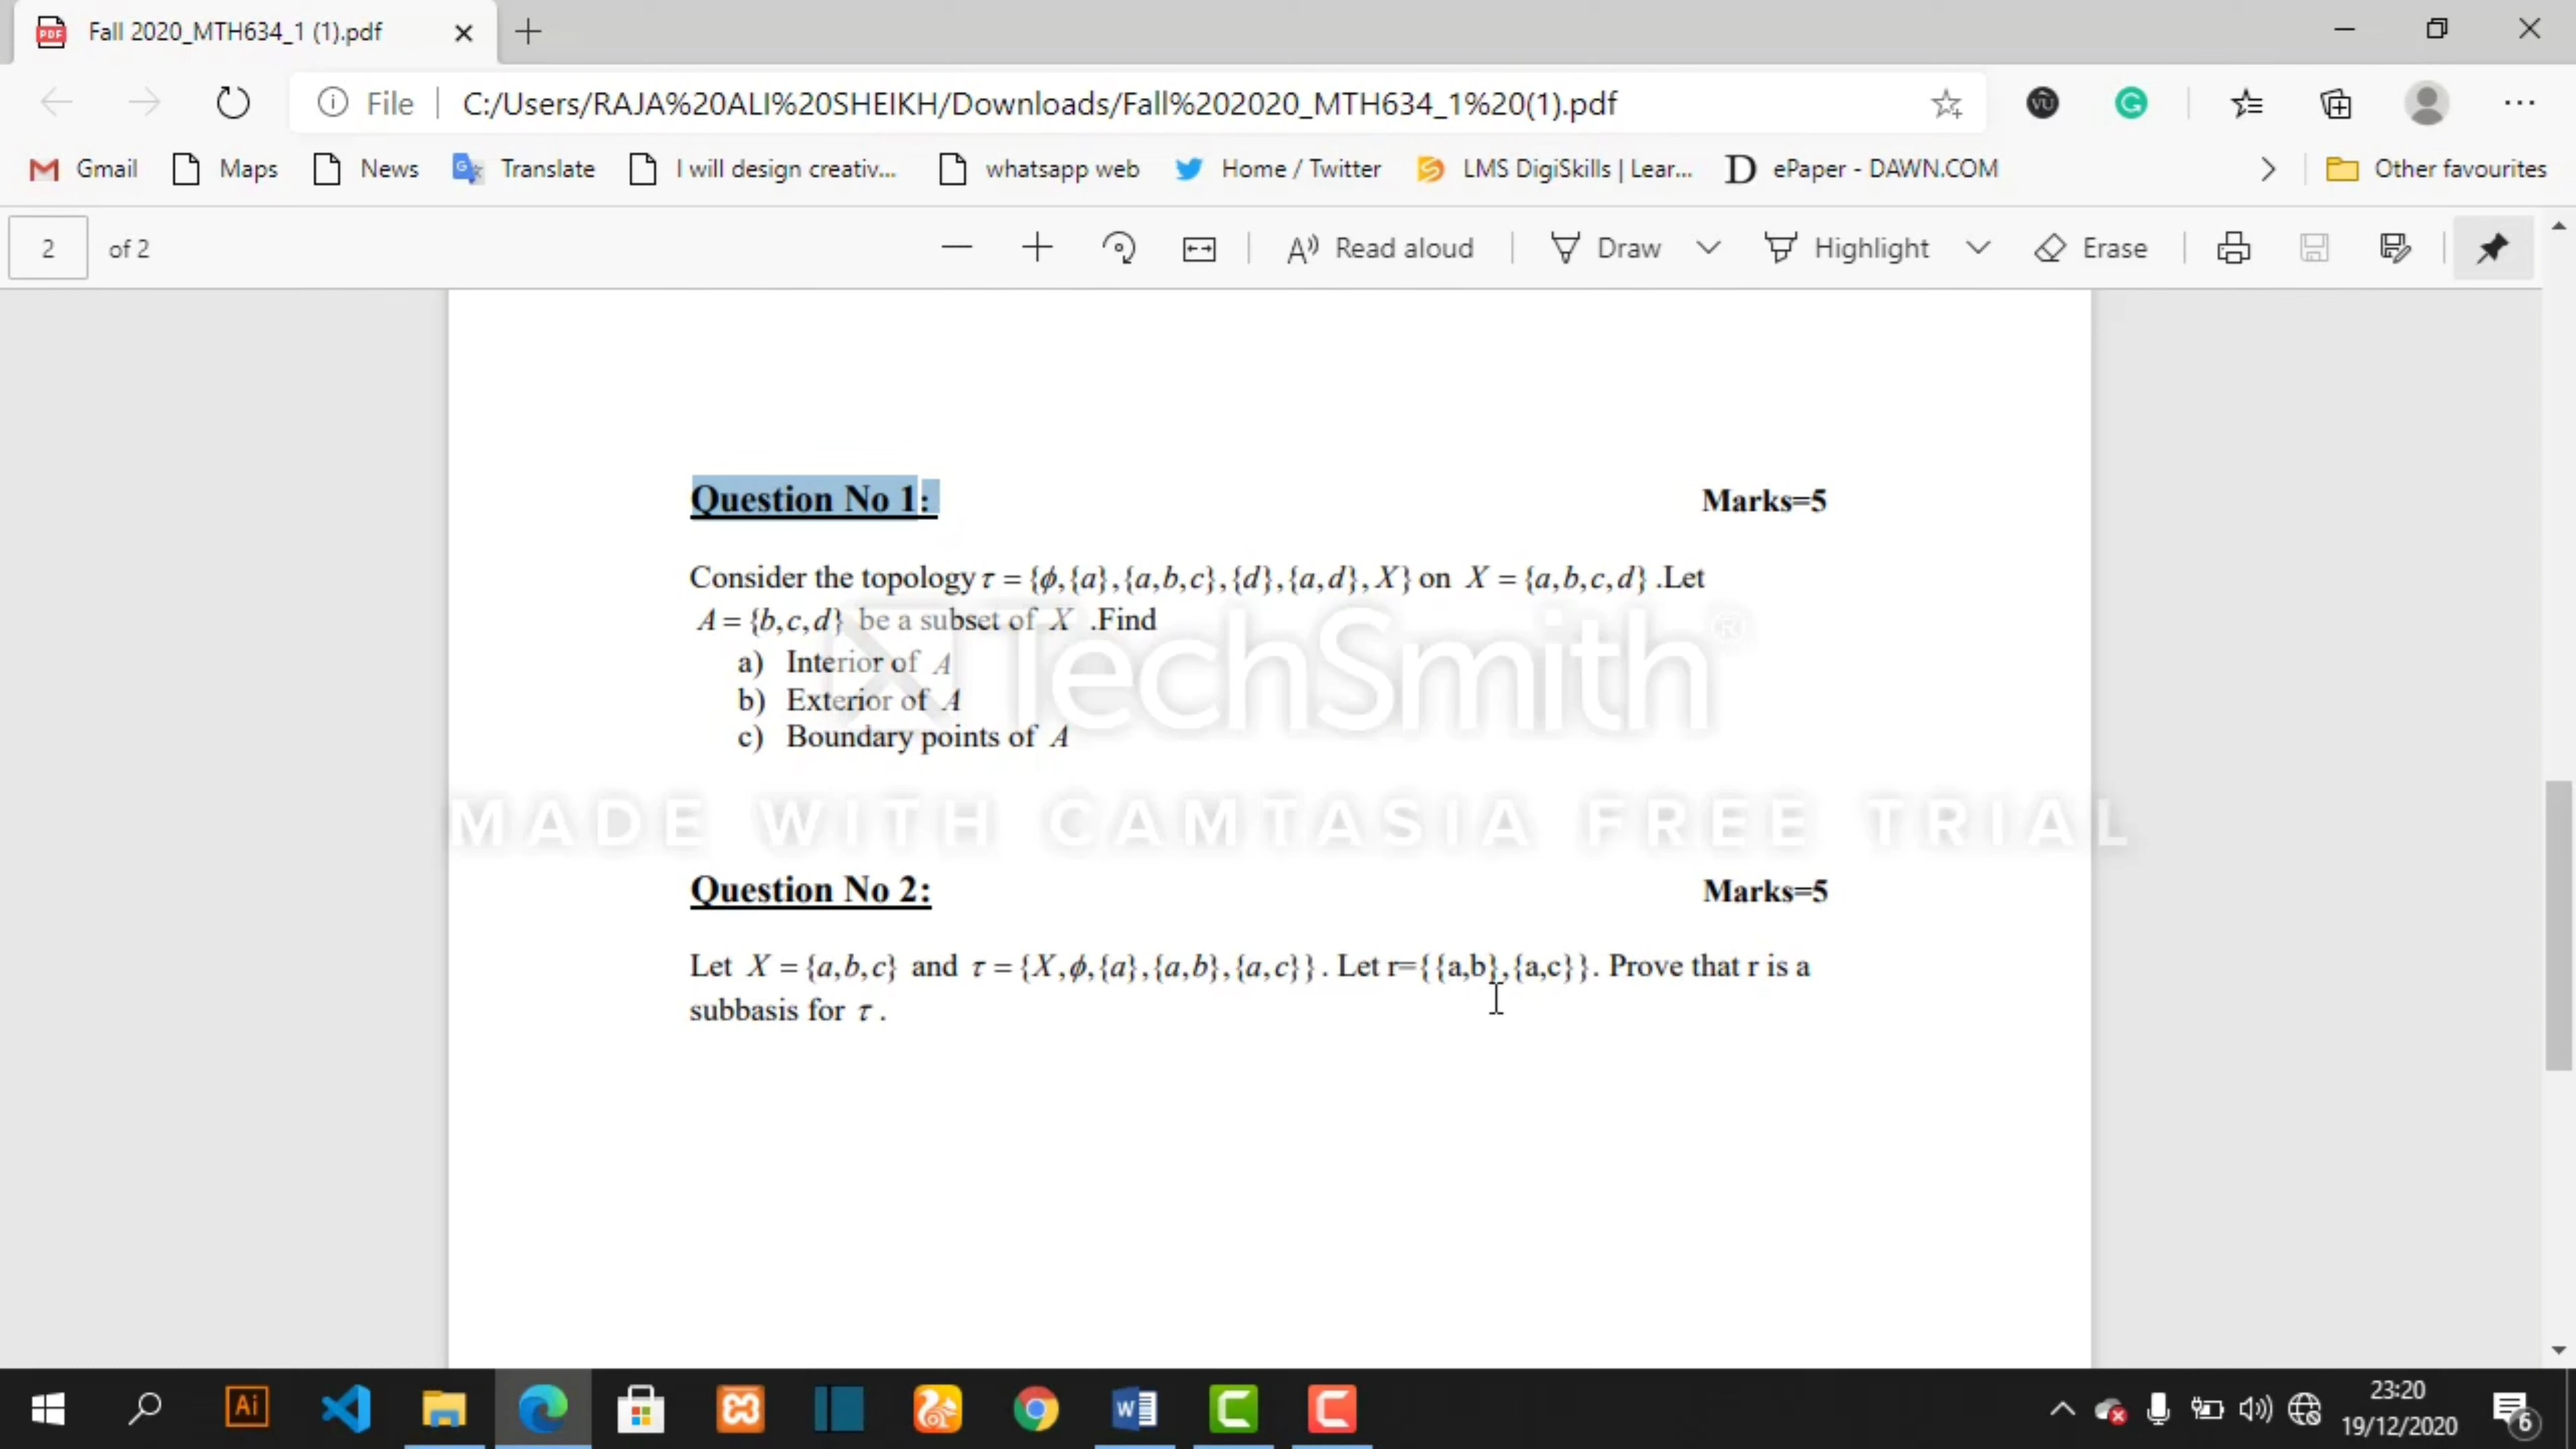 Fall 2020_MTH634_1 (1).pdf
File C:/Users/RAJA%20ALI%20SHEIKH/Downloads/Fall%202020_MTH634_1%20(1).pdf
VU G
Gmail Maps News Translate I will design creativ... whatsapp web Home / Twitter LMS DigiSkills | Lear... D ePaper - DAWN.COM Other favourites
2 of 2 Read aloud Draw Highlight Erase
Question No 1: Marks=5
Consider the topology τ = {ϕ,{a},{a,b,c},{d},{a,d},X} on X = {a,b,c,d} .Let
A = {b,c,d} be a subset of X .Find
a) Interior of A
b) Exterior of A
c) Boundary points of A
TechSmith®
MADE WITH CAMTASIA FREE TRIAL
Question No 2: Marks=5
Let X = {a,b,c} and τ = {X,ϕ,{a},{a,b},{a,c}}. Let r={{a,b},{a,c}}. Prove that r is a
subbasis for τ .
Ai
23:20
19/12/2020
6